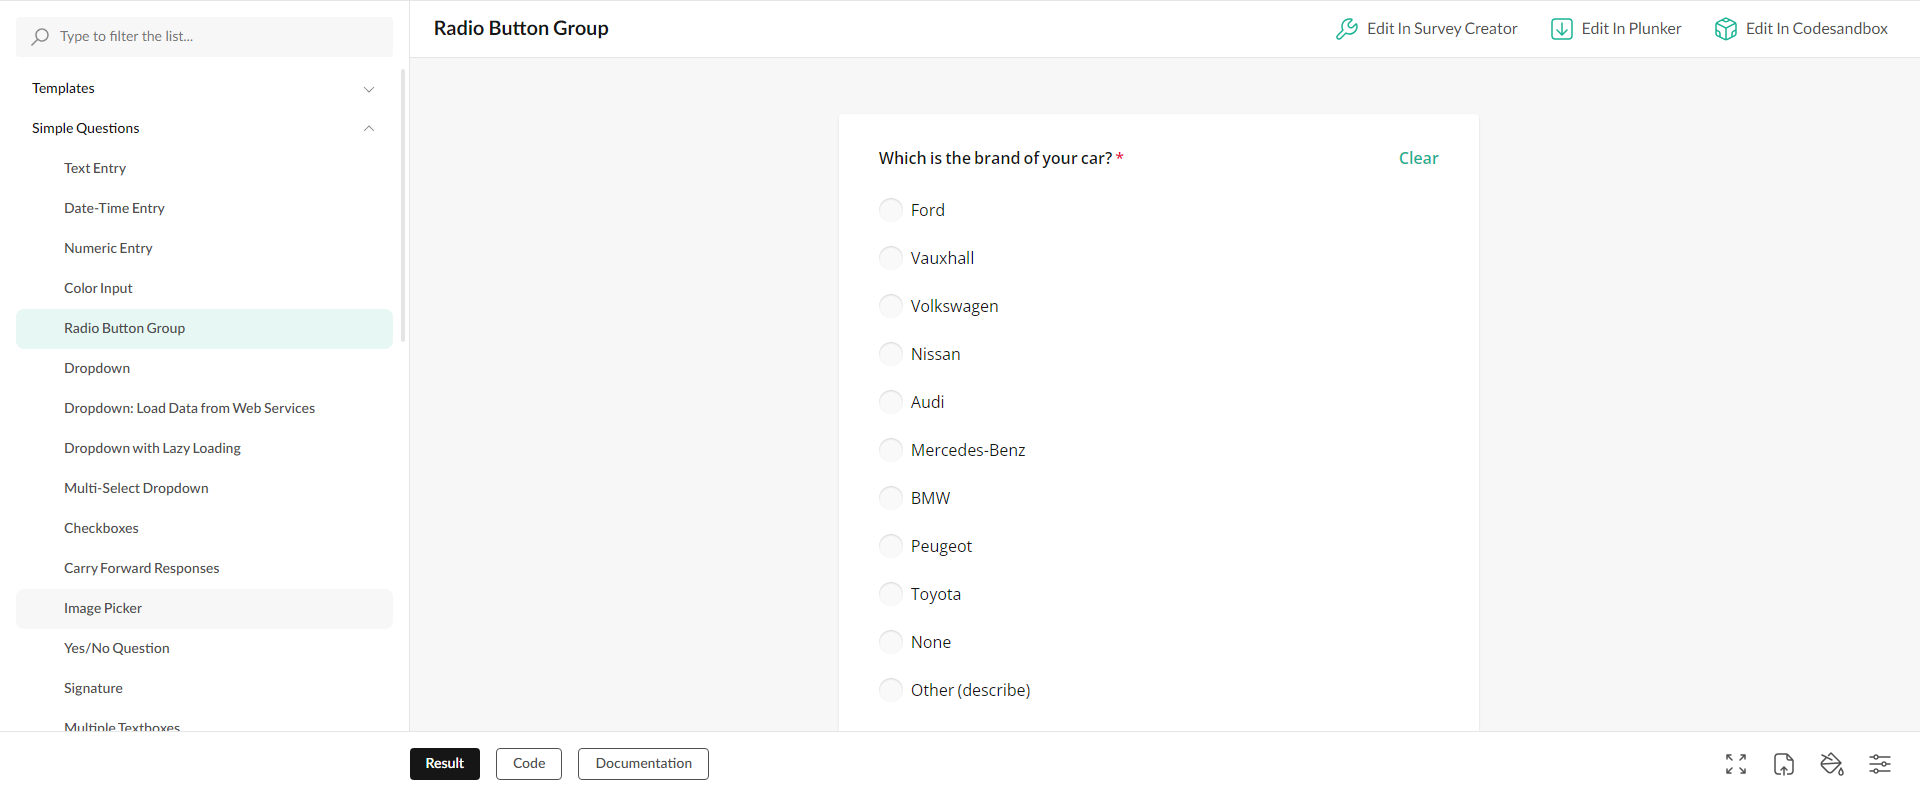 Type to filter the list...
Templates
Simple Questions
Text Entry
Date-Time Entry
Numeric Entry
Color Input
Radio Button Group
Dropdown
Dropdown: Load Data from Web Services
Dropdown with Lazy Loading
Multi-Select Dropdown
Checkboxes
Carry Forward Responses
Image Picker
Yes/No Question
Signature
Multiple Textboxes
Radio Button Group
Edit In Survey Creator
Edit In Plunker
Edit In Codesandbox
Which is the brand of your car? *
Clear
Ford
Vauxhall
Volkswagen
Nissan
Audi
Mercedes-Benz
BMW
Peugeot
Toyota
None
Other (describe)
Result
Code
Documentation